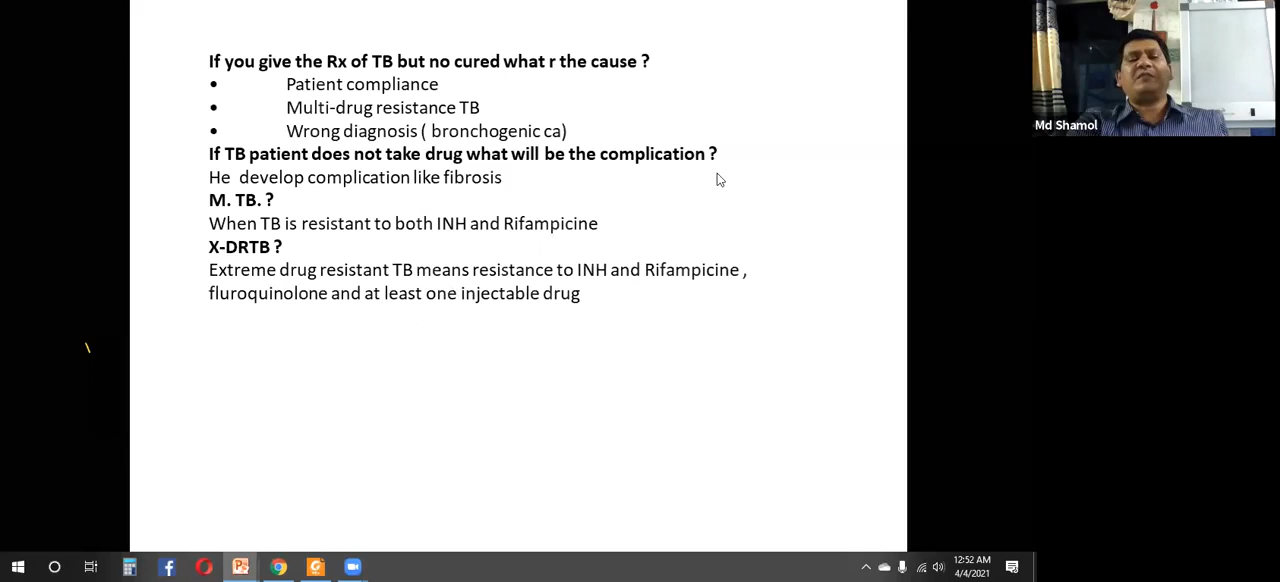 If you give the Rx of TB but no cured what r the cause ?
• Patient compliance
• Multi-drug resistance TB
• Wrong diagnosis ( bronchogenic ca)
If TB patient does not take drug what will be the complication ?
He develop complication like fibrosis
M. TB. ?
When TB is resistant to both INH and Rifampicine
X-DRTB ?
Extreme drug resistant TB means resistance to INH and Rifampicine ,
fluroquinolone and at least one injectable drug
Md Shamol
12:52 AM
4/4/2021